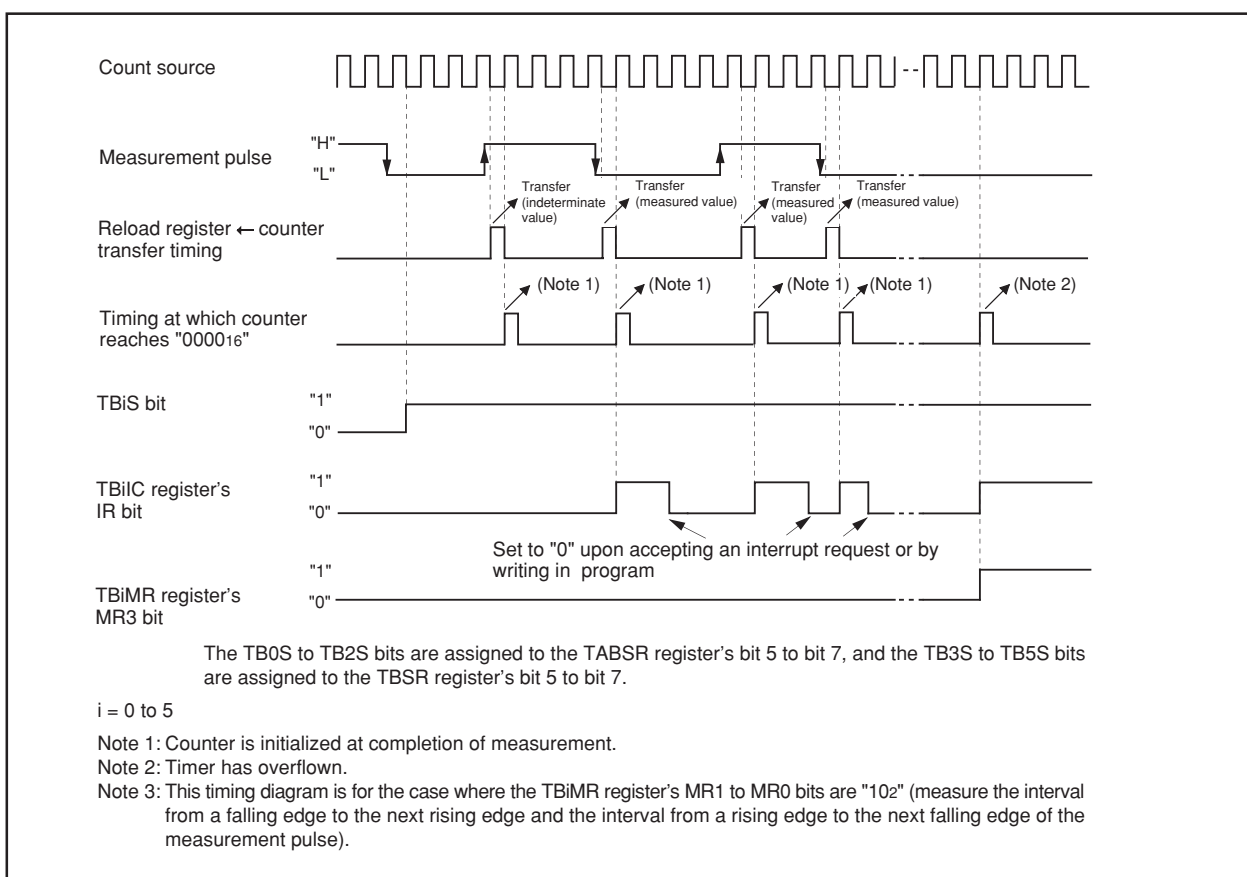 Count source
Measurement pulse
"H"
"L"
Transfer
(indeterminate
value)
Transfer
(measured value)
Transfer
(measured
value)
Transfer
(measured value)
Reload register ← counter
transfer timing
(Note 1)
(Note 1)
(Note 1)
(Note 1)
(Note 2)
Timing at which counter
reaches "000016"
TBiS bit
"1"
"0"
TBiIC register's
IR bit
"1"
"0"
Set to "0" upon accepting an interrupt request or by
writing in program
TBiMR register's
MR3 bit
"1"
"0"
The TB0S to TB2S bits are assigned to the TABSR register's bit 5 to bit 7, and the TB3S to TB5S bits
are assigned to the TBSR register's bit 5 to bit 7.
i = 0 to 5
Note 1: Counter is initialized at completion of measurement.
Note 2: Timer has overflown.
Note 3: This timing diagram is for the case where the TBiMR register's MR1 to MR0 bits are "102" (measure the interval
from a falling edge to the next rising edge and the interval from a rising edge to the next falling edge of the
measurement pulse).